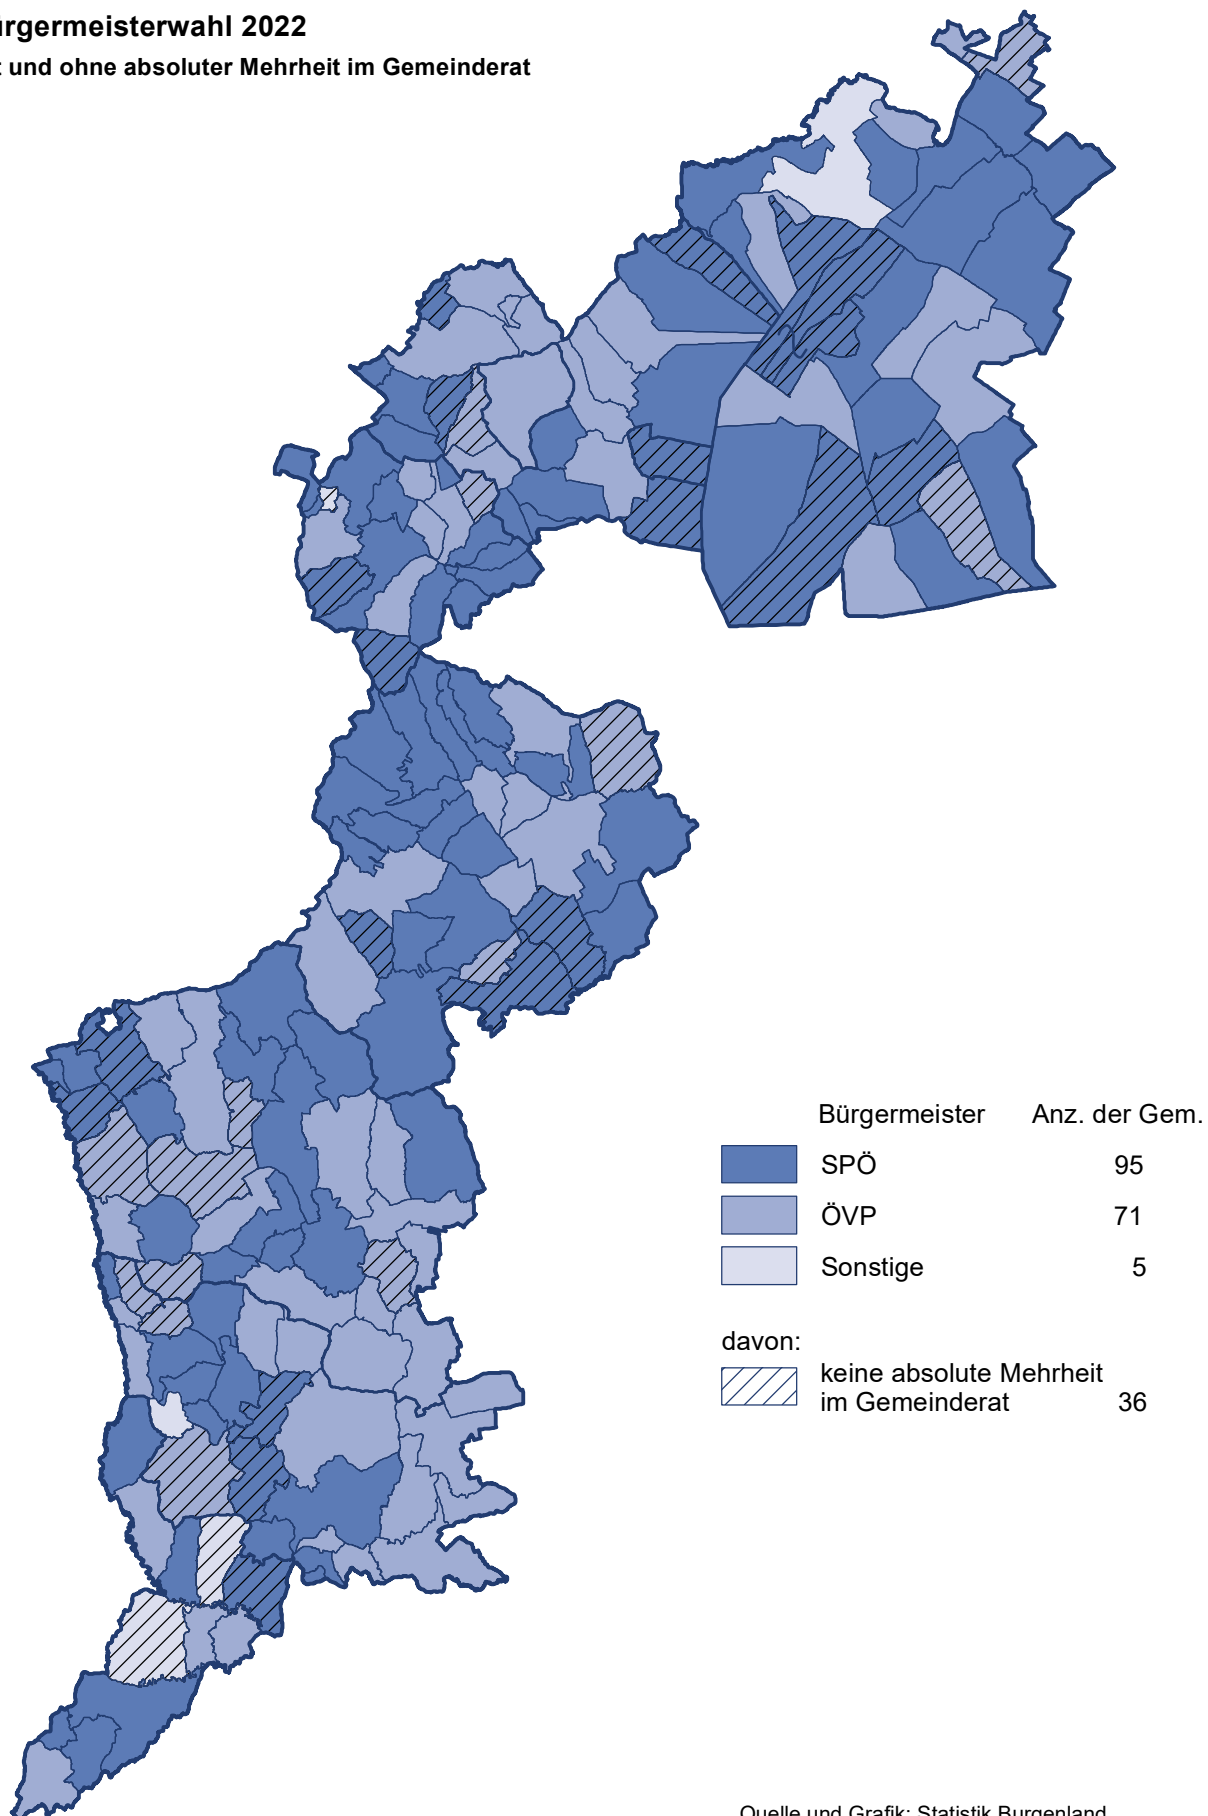 ürgermeisterwahl 2022
t und ohne absoluter Mehrheit im Gemeinderat
Bürgermeister Anz. der Gem.
SPÖ 95
ÖVP 71
Sonstige 5
davon:
keine absolute Mehrheit
im Gemeinderat 36
Quelle und Grafik: Statistik Burgenland